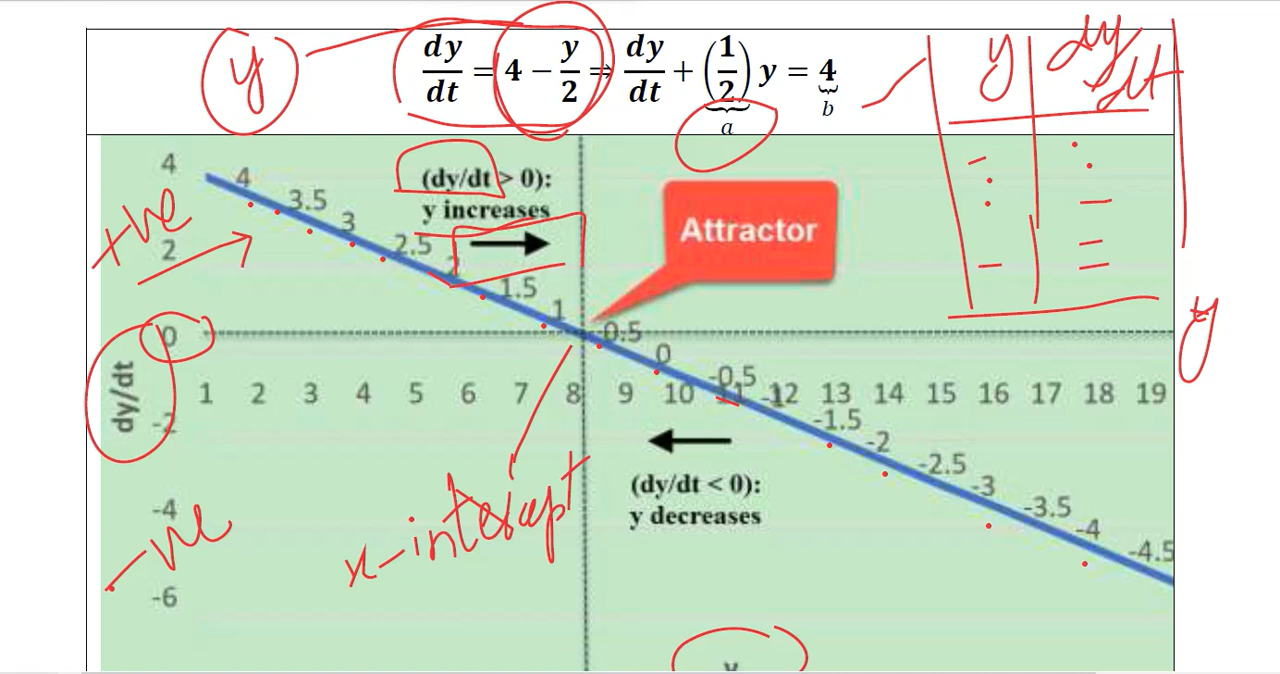 y
dy/dt = 4 − y/2 ⇒ dy/dt + (1/2) y = 4
a
b
y dy/dt
4
2
0
-2
-4
-6
dy/dt
+ve
-ve
(dy/dt > 0):
y increases
Attractor
4 3.5 3 2.5 2 1.5 1 0.5 0 -0.5 -1 -1.5 -2 -2.5 -3 -3.5 -4 -4.5
y
1 2 3 4 5 6 7 8 9 10 11 12 13 14 15 16 17 18 19
(dy/dt < 0):
y decreases
x-intercept
y